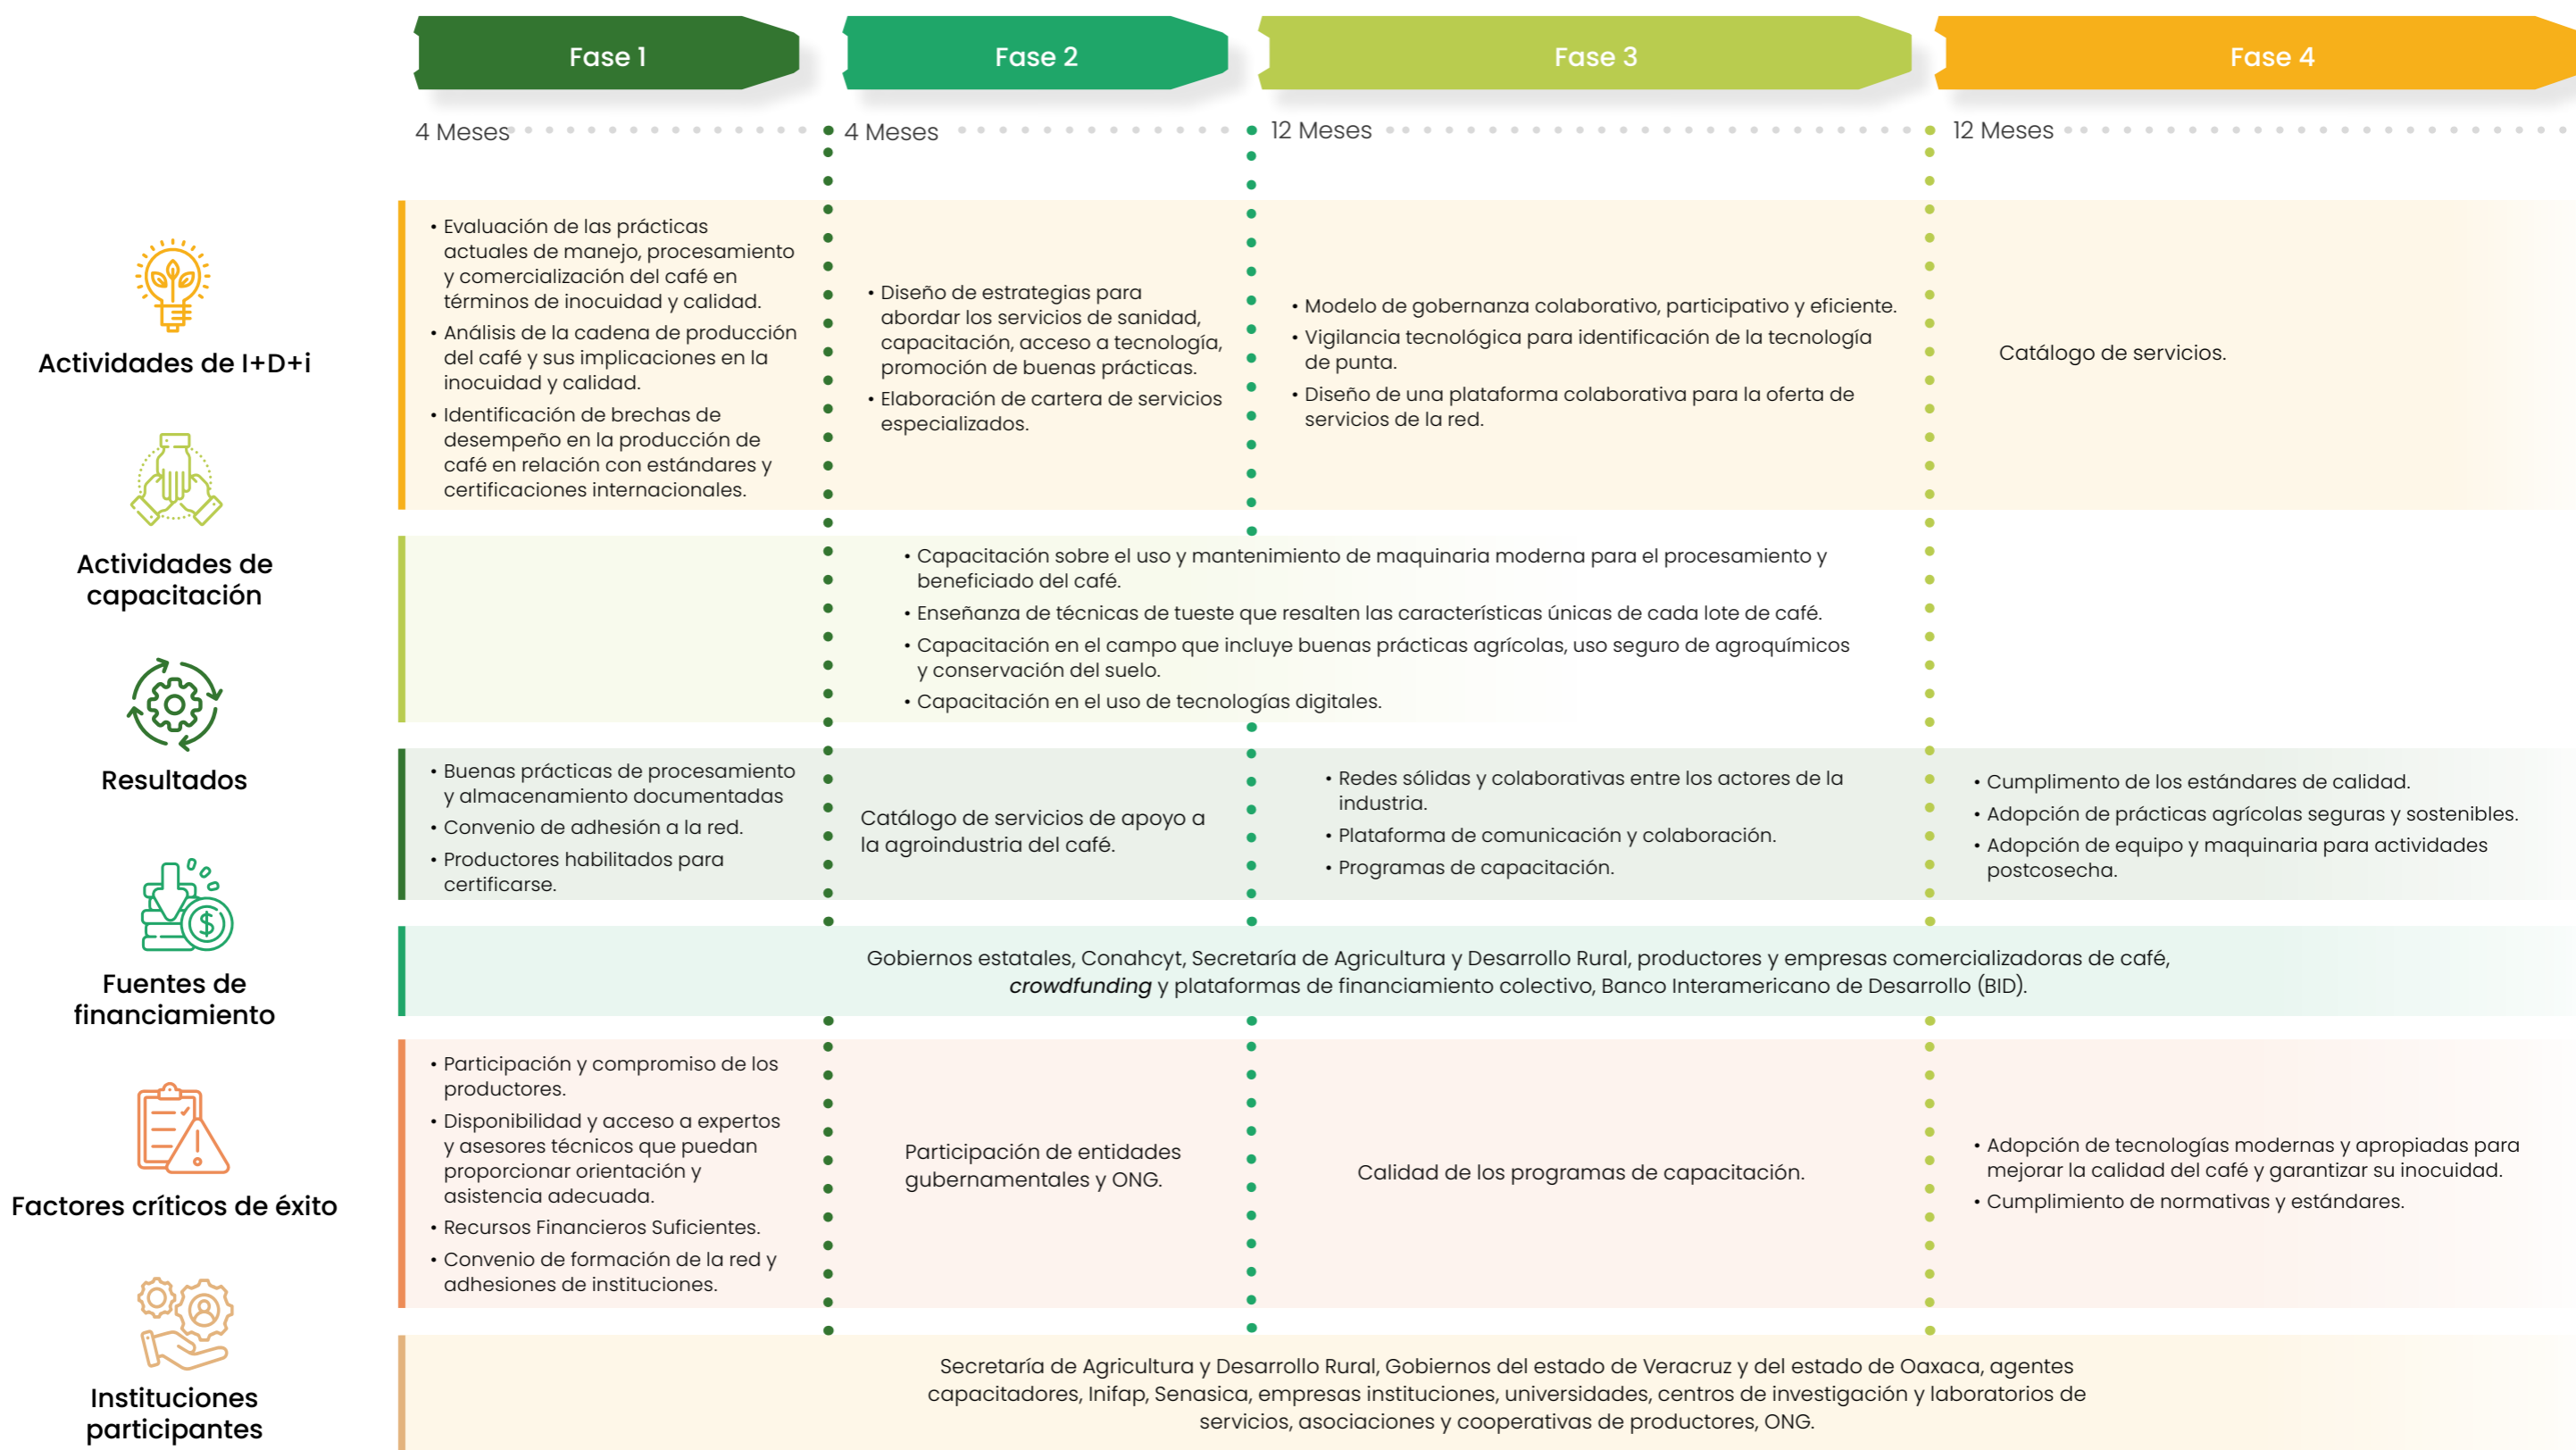 Fase 1
Fase 2
Fase 3
Fase 4
4 Meses
4 Meses
12 Meses
12 Meses
Actividades de I+D+i
• Evaluación de las prácticas
actuales de manejo, procesamiento
y comercialización del café en
términos de inocuidad y calidad.
• Análisis de la cadena de producción
del café y sus implicaciones en la
inocuidad y calidad.
• Identificación de brechas de
desempeño en la producción de
café en relación con estándares y
certificaciones internacionales.
• Diseño de estrategias para
abordar los servicios de sanidad,
capacitación, acceso a tecnología,
promoción de buenas prácticas.
• Elaboración de cartera de servicios
especializados.
• Modelo de gobernanza colaborativo, participativo y eficiente.
• Vigilancia tecnológica para identificación de la tecnología
de punta.
• Diseño de una plataforma colaborativa para la oferta de
servicios de la red.
Catálogo de servicios.
Actividades de
capacitación
• Capacitación sobre el uso y mantenimiento de maquinaria moderna para el procesamiento y
beneficiado del café.
• Enseñanza de técnicas de tueste que resalten las características únicas de cada lote de café.
• Capacitación en el campo que incluye buenas prácticas agrícolas, uso seguro de agroquímicos
y conservación del suelo.
• Capacitación en el uso de tecnologías digitales.
Resultados
• Buenas prácticas de procesamiento
y almacenamiento documentadas
• Convenio de adhesión a la red.
• Productores habilitados para
certificarse.
Catálogo de servicios de apoyo a
la agroindustria del café.
• Redes sólidas y colaborativas entre los actores de la
industria.
• Plataforma de comunicación y colaboración.
• Programas de capacitación.
• Cumplimento de los estándares de calidad.
• Adopción de prácticas agrícolas seguras y sostenibles.
• Adopción de equipo y maquinaria para actividades
postcosecha.
Fuentes de
financiamiento
Gobiernos estatales, Conahcyt, Secretaría de Agricultura y Desarrollo Rural, productores y empresas comercializadoras de café,
crowdfunding y plataformas de financiamiento colectivo, Banco Interamericano de Desarrollo (BID).
Factores críticos de éxito
• Participación y compromiso de los
productores.
• Disponibilidad y acceso a expertos
y asesores técnicos que puedan
proporcionar orientación y
asistencia adecuada.
• Recursos Financieros Suficientes.
• Convenio de formación de la red y
adhesiones de instituciones.
Participación de entidades
gubernamentales y ONG.
Calidad de los programas de capacitación.
• Adopción de tecnologías modernas y apropiadas para
mejorar la calidad del café y garantizar su inocuidad.
• Cumplimiento de normativas y estándares.
Instituciones
participantes
Secretaría de Agricultura y Desarrollo Rural, Gobiernos del estado de Veracruz y del estado de Oaxaca, agentes
capacitadores, Inifap, Senasica, empresas instituciones, universidades, centros de investigación y laboratorios de
servicios, asociaciones y cooperativas de productores, ONG.